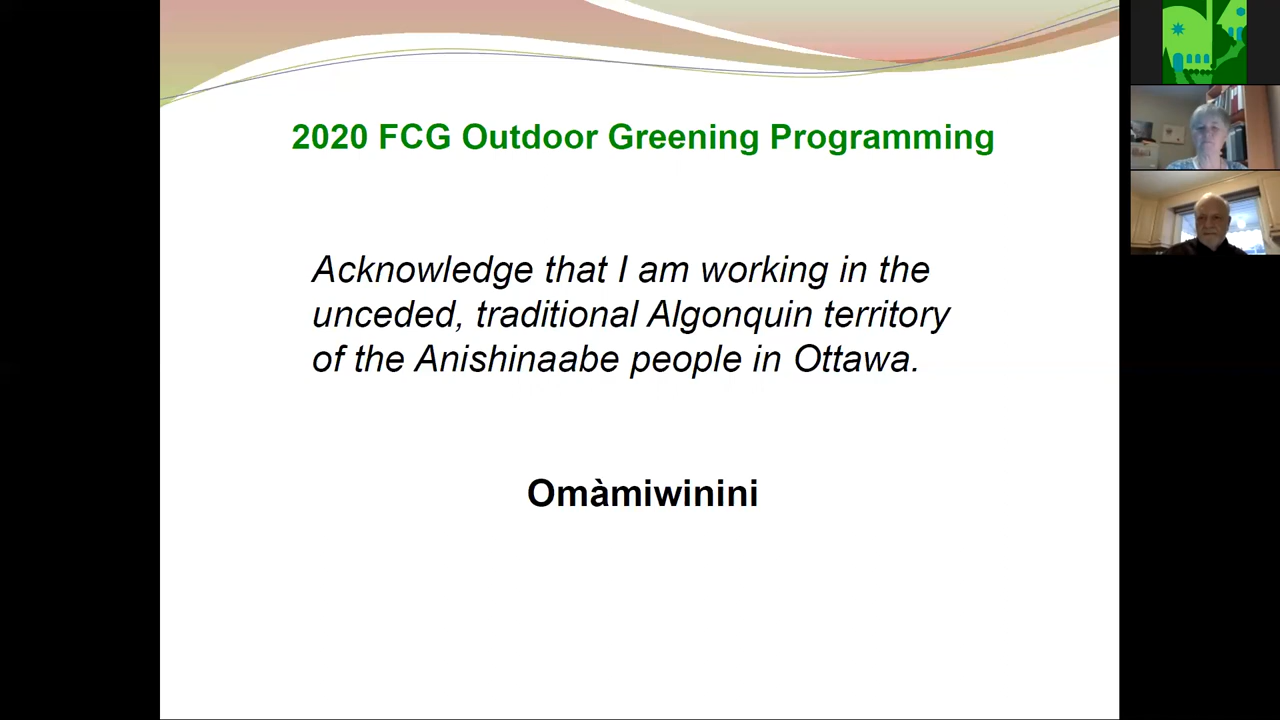 2020 FCG Outdoor Greening Programming
Acknowledge that I am working in the
unceded, traditional Algonquin territory
of the Anishinaabe people in Ottawa.
Omàmiwinini